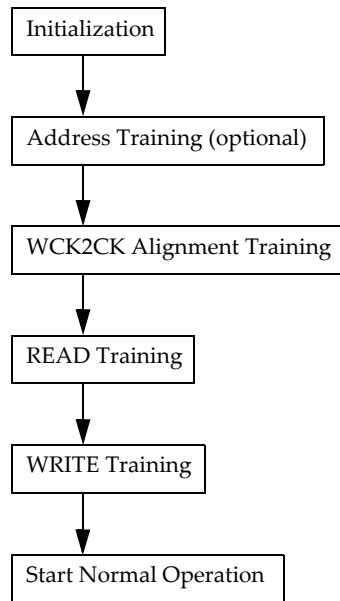 Initialization
Address Training (optional)
WCK2CK Alignment Training
READ Training
WRITE Training
Start Normal Operation